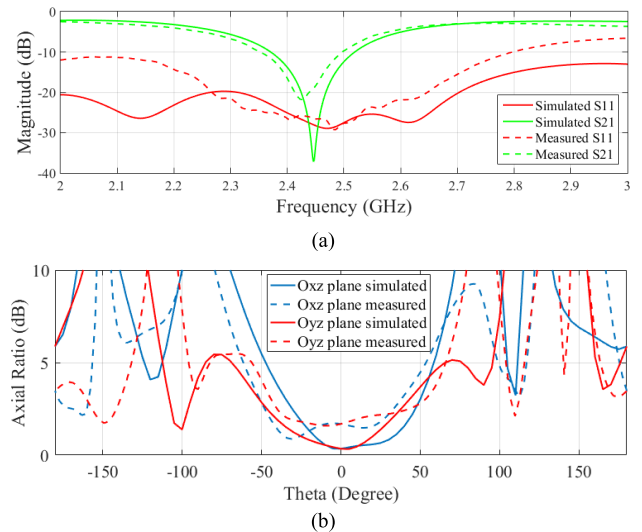 0
-10
-20
-30
-40
Magnitude (dB)
Simulated S11
Simulated S21
Measured S11
Measured S21
2 2.1 2.2 2.3 2.4 2.5 2.6 2.7 2.8 2.9 3
Frequency (GHz)
(a)
10
5
0
Axial Ratio (dB)
Oxz plane simulated
Oxz plane measured
Oyz plane simulated
Oyz plane measured
-150 -100 -50 0 50 100 150
Theta (Degree)
(b)